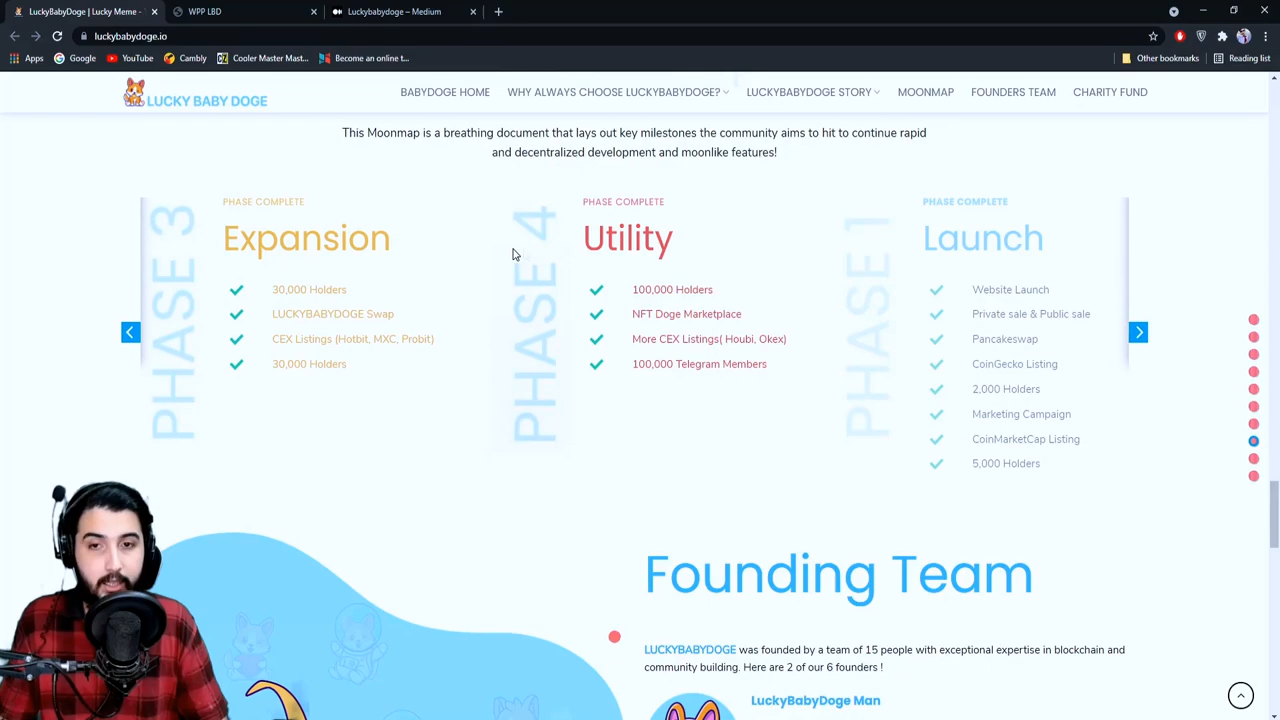 LuckyBabyDoge | Lucky Meme -
WPP LBD
Luckybabydoge – Medium
luckybabydoge.io
Apps
Google
YouTube
Cambly
Cooler Master Mast...
Become an online t...
Other bookmarks
Reading list
LUCKY BABY DOGE
BABYDOGE HOME
WHY ALWAYS CHOOSE LUCKYBABYDOGE?
LUCKYBABYDOGE STORY
MOONMAP
FOUNDERS TEAM
CHARITY FUND
This Moonmap is a breathing document that lays out key milestones the community aims to hit to continue rapid
and decentralized development and moonlike features!
PHASE 3
PHASE COMPLETE
Expansion
30,000 Holders
LUCKYBABYDOGE Swap
CEX Listings (Hotbit, MXC, Probit)
30,000 Holders
PHASE 4
PHASE COMPLETE
Utility
100,000 Holders
NFT Doge Marketplace
More CEX Listings( Houbi, Okex)
100,000 Telegram Members
PHASE 1
PHASE COMPLETE
Launch
Website Launch
Private sale & Public sale
Pancakeswap
CoinGecko Listing
2,000 Holders
Marketing Campaign
CoinMarketCap Listing
5,000 Holders
Founding Team
LUCKYBABYDOGE was founded by a team of 15 people with exceptional expertise in blockchain and
community building. Here are 2 of our 6 founders !
LuckyBabyDoge Man